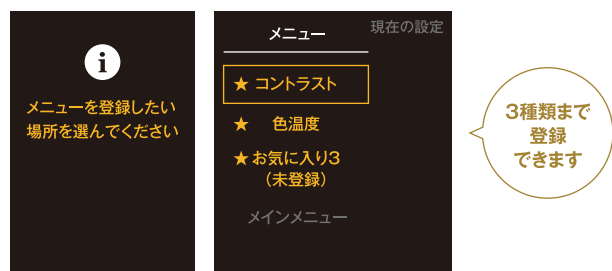 i
メニューを登録したい
場所を選んでください
メニュー
現在の設定
★ コントラスト
★ 色温度
★ お気に入り3
（未登録）
メインメニュー
3種類まで
登録
できます